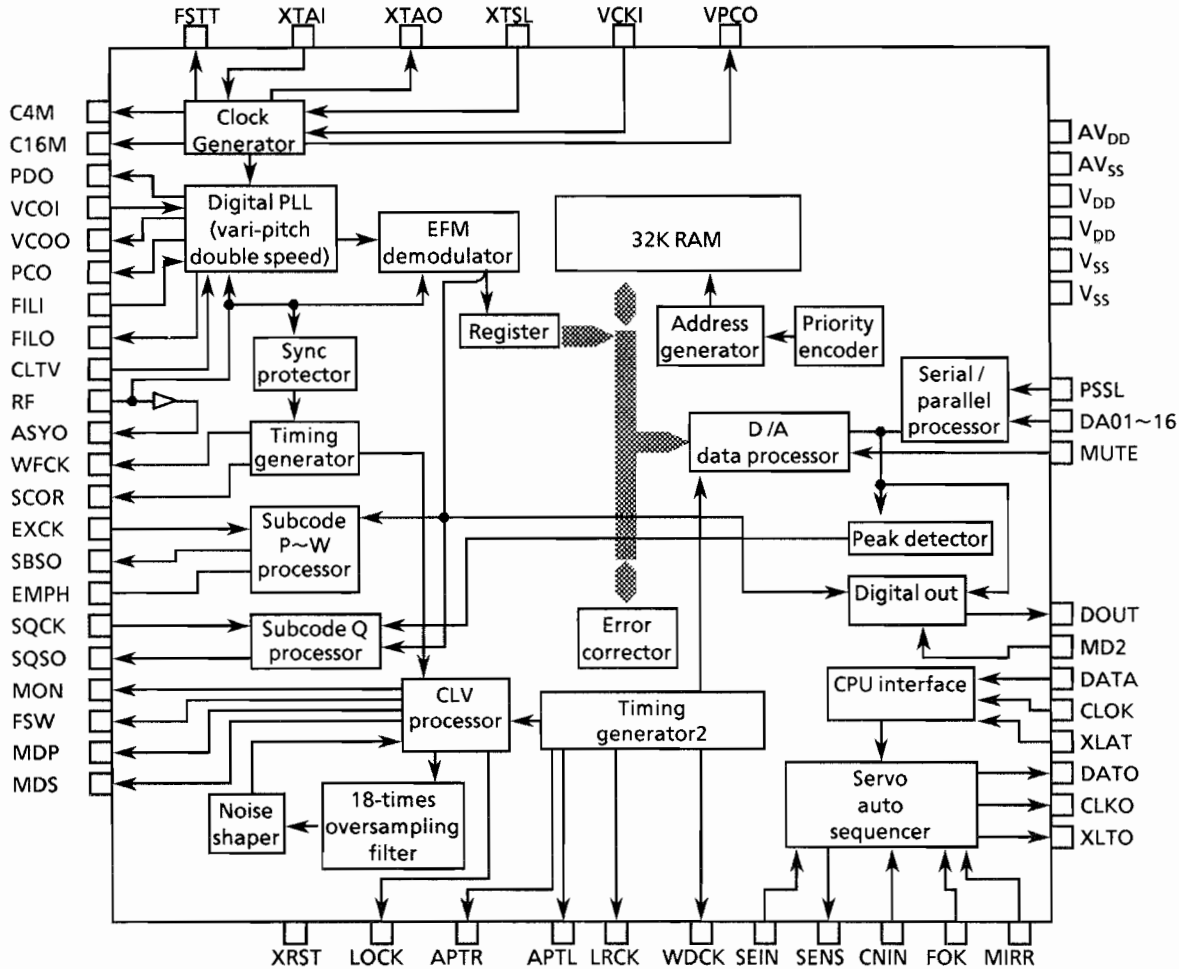 FSTT XTAI XTAO XTSL VCKI VPCO
C4M
C16M
PDO
VCOI
VCOO
PCO
FILI
FILO
CLTV
RF
ASYO
WFCK
SCOR
EXCK
SBSO
EMPH
SQCK
SQSO
MON
FSW
MDP
MDS
Clock
Generator
Digital PLL
(vari-pitch
double speed)
EFM
demodulator
Register
Sync
protector
Timing
generator
Subcode
P~W
processor
Subcode Q
processor
CLV
processor
Noise
shaper
18-times
oversampling
filter
32K RAM
Address
generator
Priority
encoder
Serial /
parallel
processor
D/A
data processor
Peak detector
Digital out
Error
corrector
Timing
generator2
CPU interface
Servo
auto
sequencer
AVDD
AVSS
VDD
VDD
VSS
VSS
PSSL
DA01~16
MUTE
DOUT
MD2
DATA
CLOK
XLAT
DATO
CLKO
XLTO
XRST LOCK APTR APTL LRCK WDCK SEIN SENS CNIN FOK MIRR